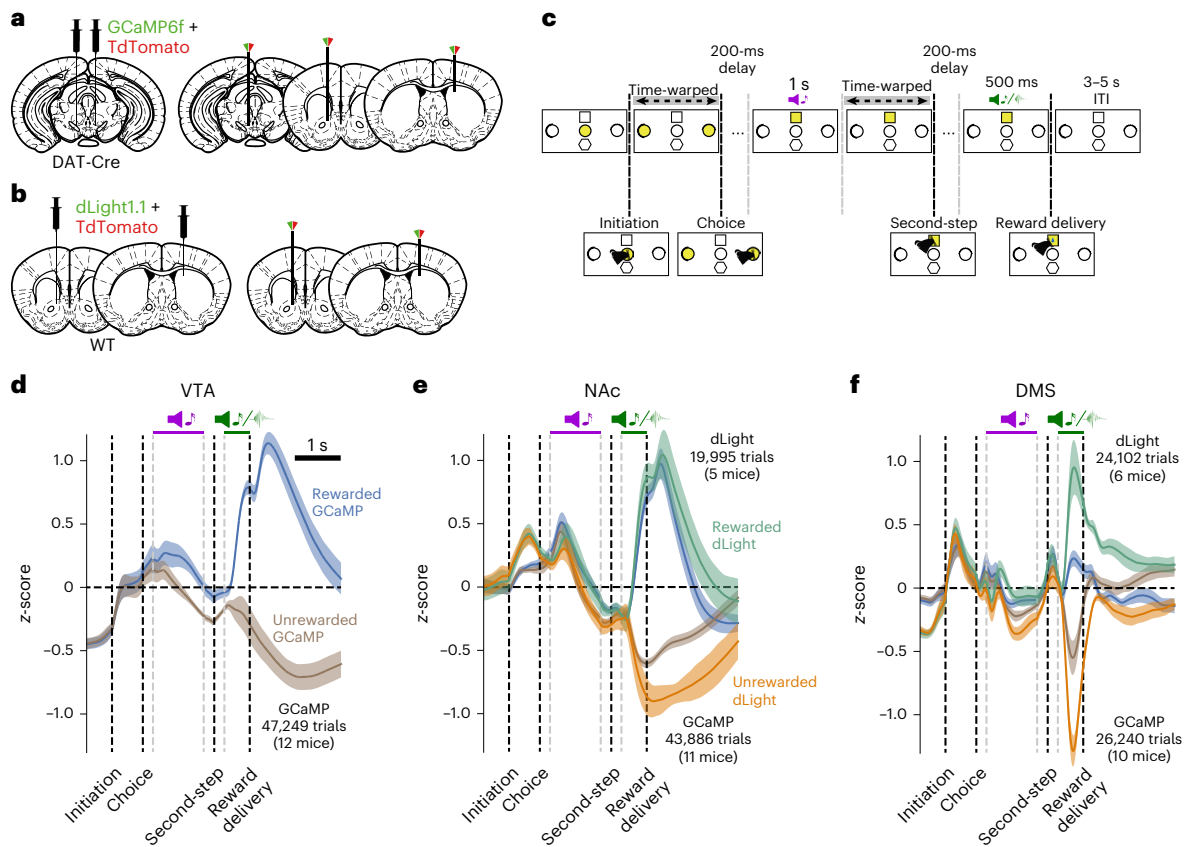 a
GCaMP6f +
TdTomato
DAT-Cre
b
dLight1.1 +
TdTomato
WT
c
200-ms
delay
200-ms
delay
Time-warped
1 s
Time-warped
500 ms
3–5 s
ITI
...
...
Initiation
Choice
Second-step
Reward delivery
d
VTA
1 s
1.0
0.5
0
–0.5
–1.0
z-score
Rewarded
GCaMP
Unrewarded
GCaMP
GCaMP
47,249 trials
(12 mice)
Initiation
Choice
Second-step
Reward
delivery
e
NAc
1.0
0.5
0
–0.5
–1.0
z-score
dLight
19,995 trials
(5 mice)
Rewarded
dLight
Unrewarded
dLight
GCaMP
43,886 trials
(11 mice)
Initiation
Choice
Second-step
Reward
delivery
f
DMS
1.0
0.5
0
–0.5
–1.0
z-score
dLight
24,102 trials
(6 mice)
GCaMP
26,240 trials
(10 mice)
Initiation
Choice
Second-step
Reward
delivery